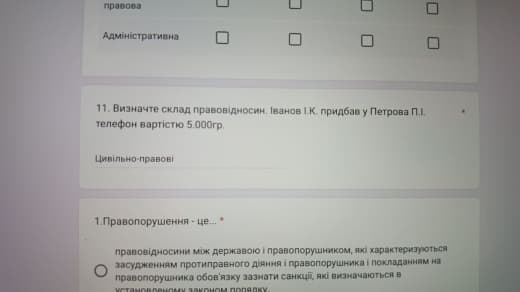 правова
Адміністративна
11. Визначте склад правовідносин. Іванов І.К. придбав у Петрова П.І. *
телефон вартістю 5.000гр.
Цивільно-правові
1.Правопорушення - це... *
правовідносини між державою і правопорушником, які характеризуються
засудженням протиправного діяння і правопорушника і покладанням на
правопорушника обов'язку зазнати санкції, які визначаються в
установленому законом порядку.